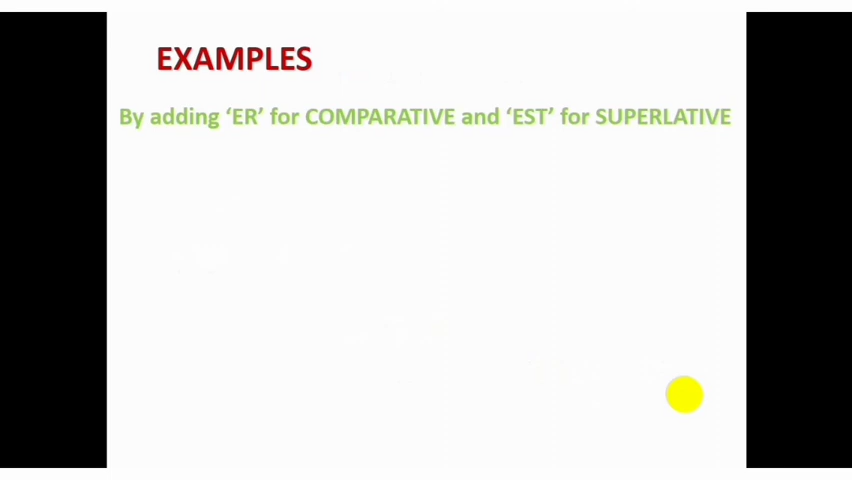 EXAMPLES
By adding ‘ER’ for COMPARATIVE and ‘EST’ for SUPERLATIVE